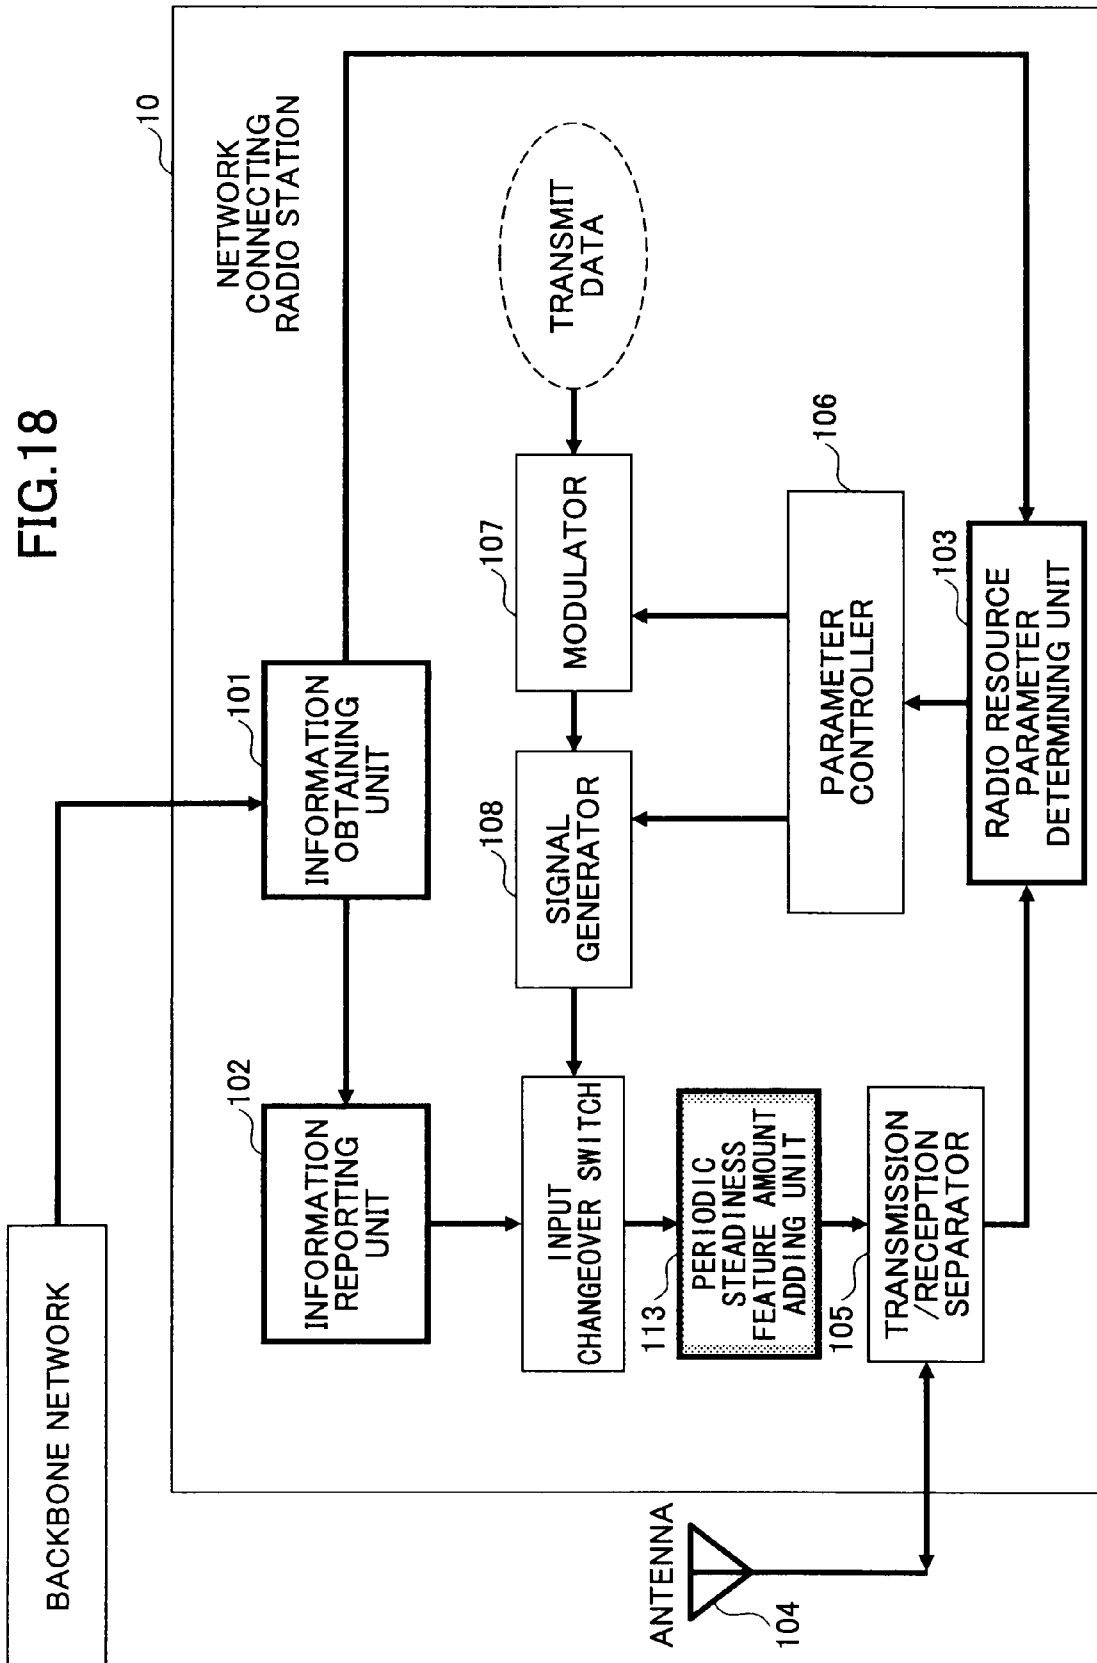 FIG.18
BACKBONE NETWORK
10
NETWORK
CONNECTING
RADIO STATION
102
INFORMATION
REPORTING
UNIT
101
INFORMATION
OBTAINING
UNIT
INPUT
CHANGEOVER SWITCH
108
SIGNAL
GENERATOR
107
MODULATOR
TRANSMIT
DATA
113
PERIODIC
STEADINESS
FEATURE AMOUNT
ADDING UNIT
106
PARAMETER
CONTROLLER
ANTENNA
104
105
TRANSMISSION
/RECEPTION
SEPARATOR
103
RADIO RESOURCE
PARAMETER
DETERMINING UNIT